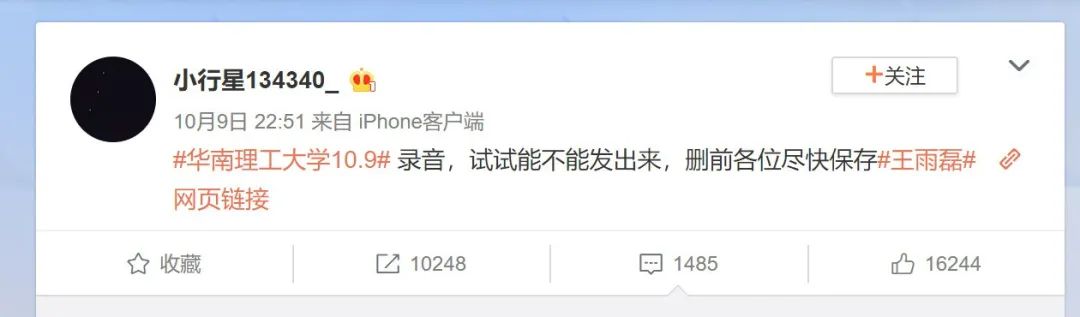 小行星134340_
+关注
10月9日 22:51 来自 iPhone客户端
#华南理工大学10.9# 录音，试试能不能发出来，删前各位尽快保存#王雨磊#
网页链接
收藏
10248
1485
16244